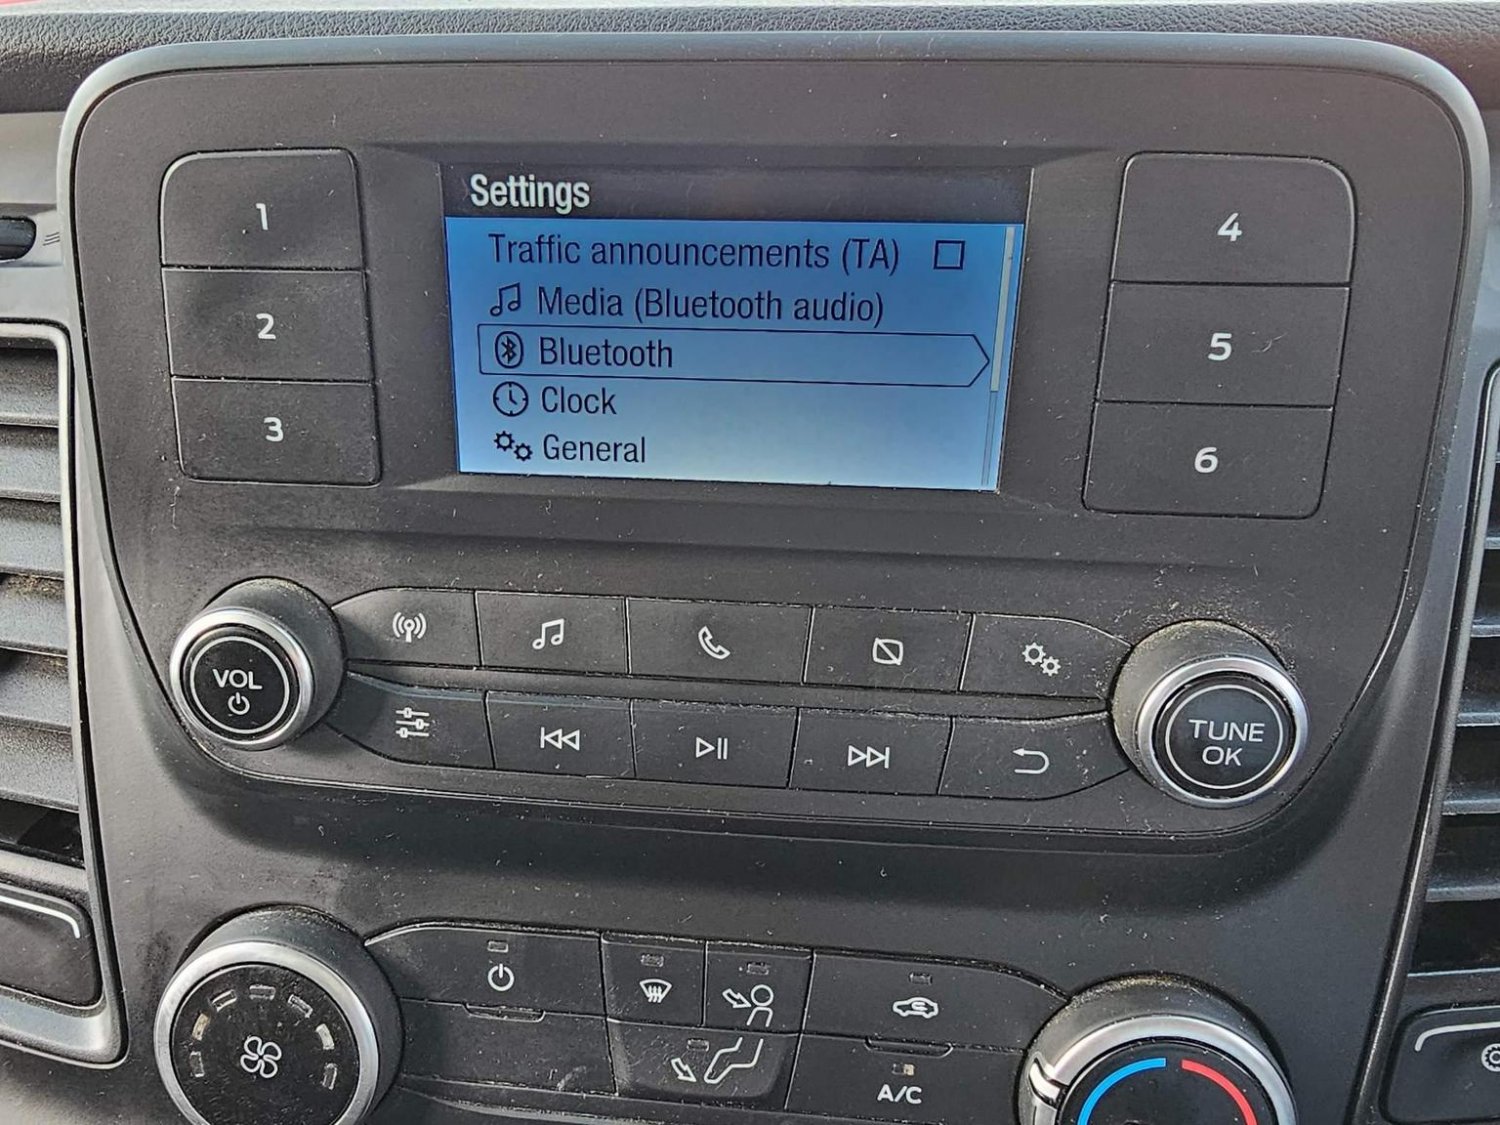 Settings
Traffic announcements (TA)
Media (Bluetooth audio)
Bluetooth
Clock
General
1
2
3
4
5
6
VOL
TUNE
OK
A/C